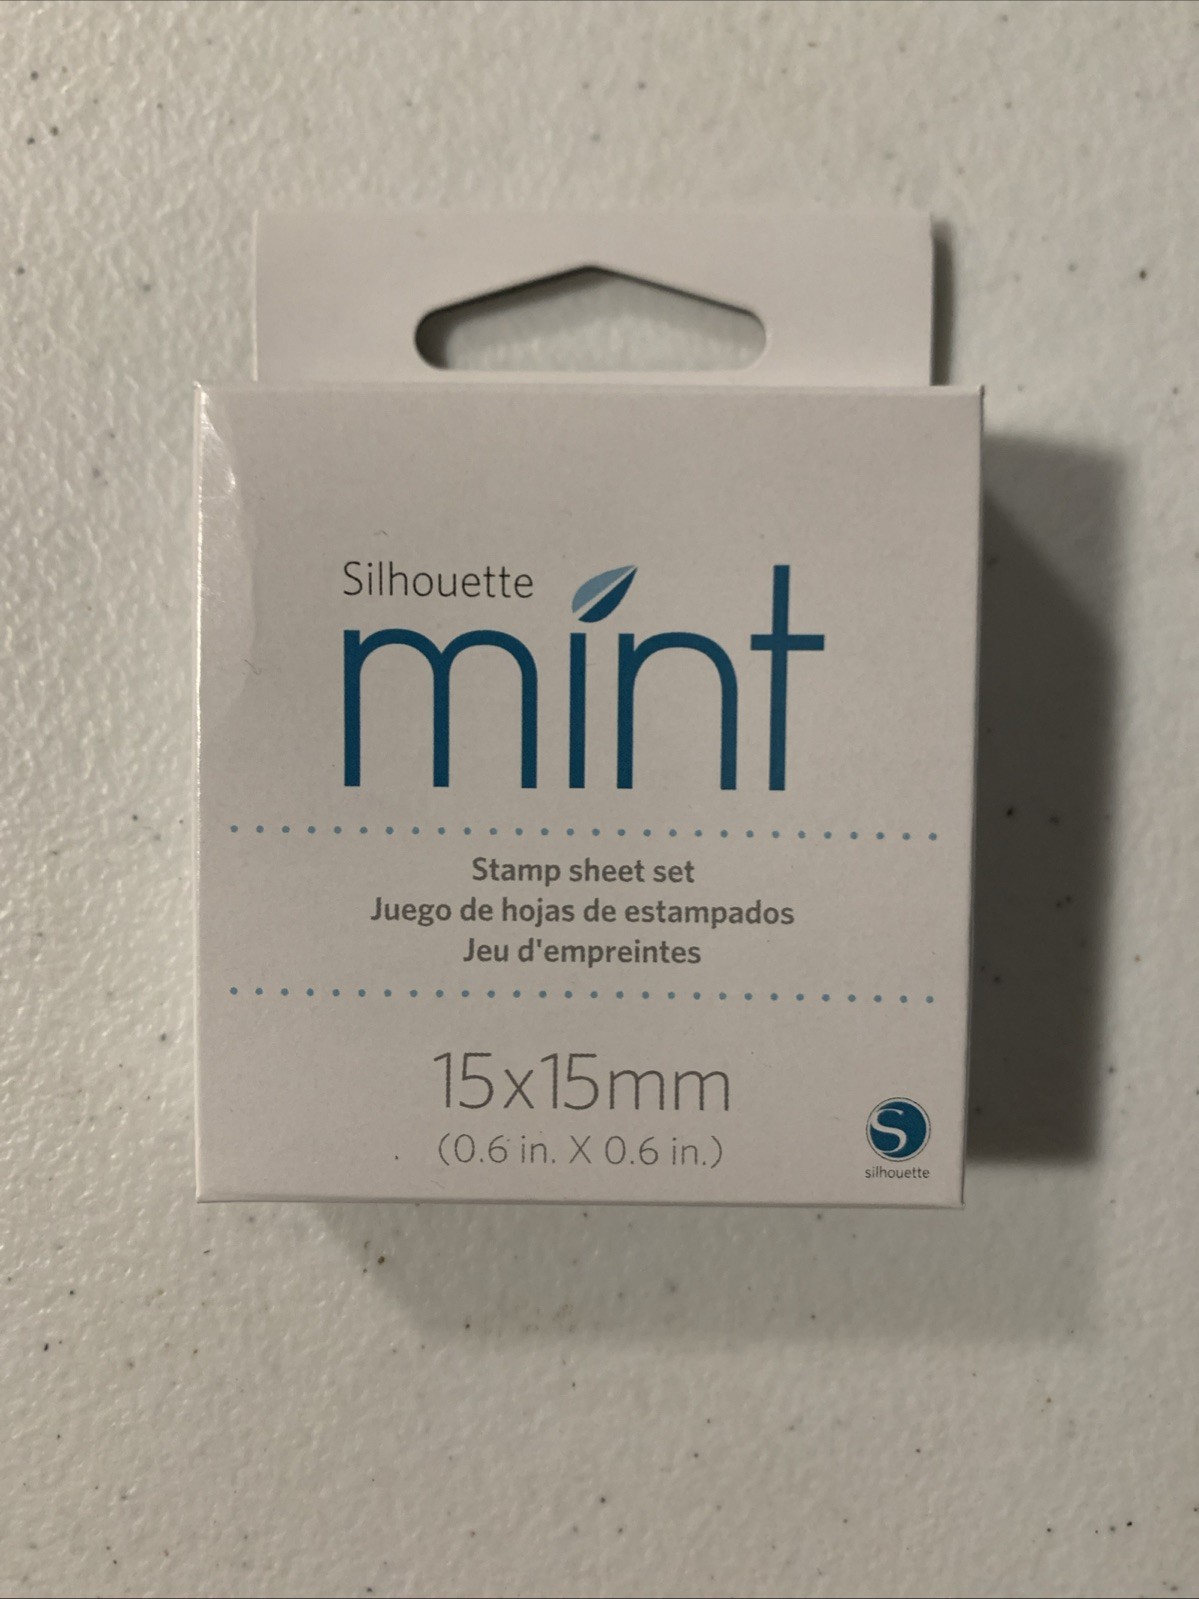 Silhouette
mint
Stamp sheet set
Juego de hojas de estampados
Jeu d'empreintes
15x15mm
(0.6 in. X 0.6 in.)
S
silhouette